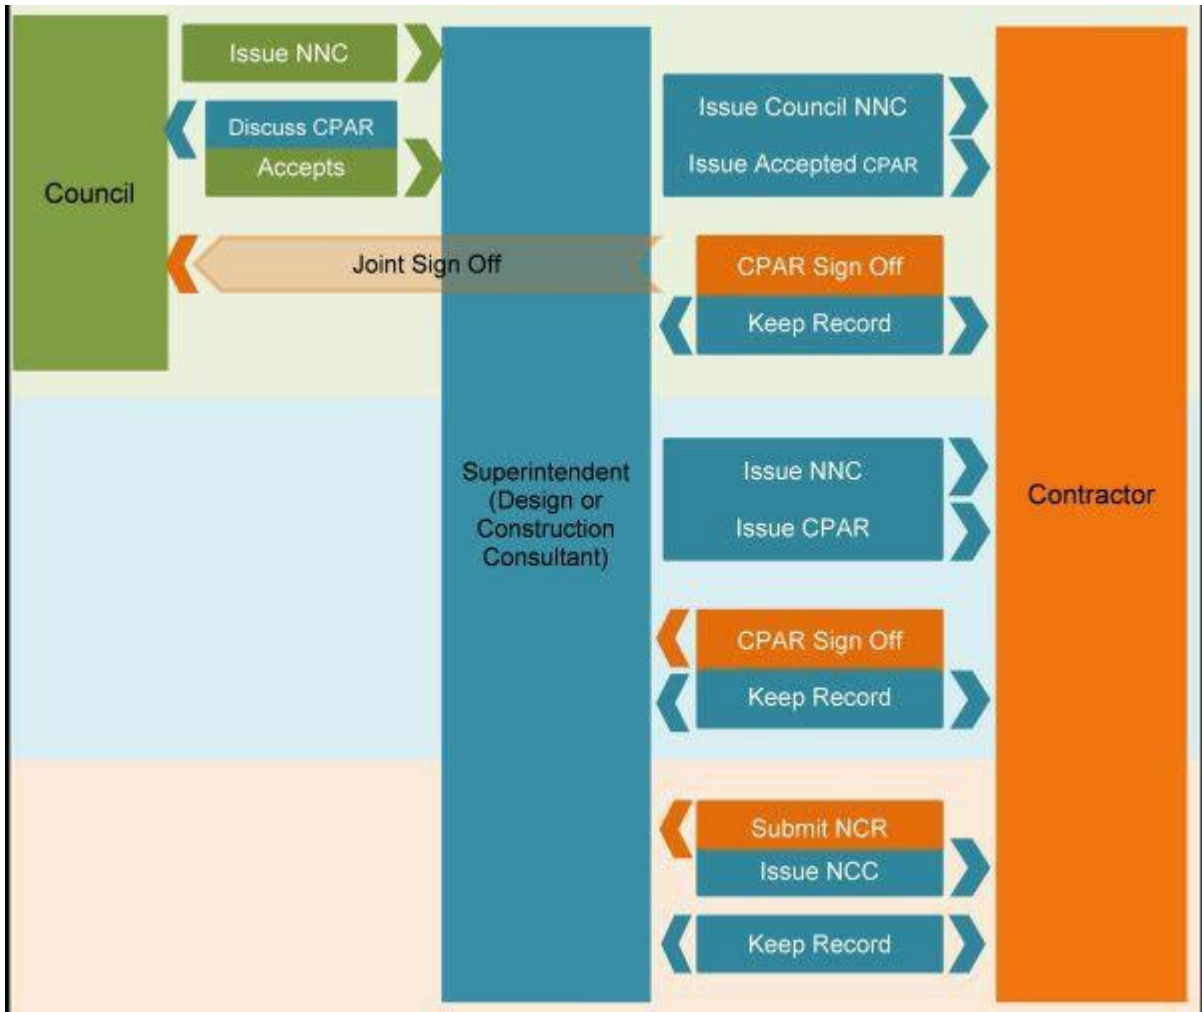 Council
Issue NNC
Discuss CPAR
Accepts
Joint Sign Off
Superintendent
(Design or
Construction
Consultant)
Issue Council NNC
Issue Accepted CPAR
CPAR Sign Off
Keep Record
Issue NNC
Issue CPAR
CPAR Sign Off
Keep Record
Submit NCR
Issue NCC
Keep Record
Contractor